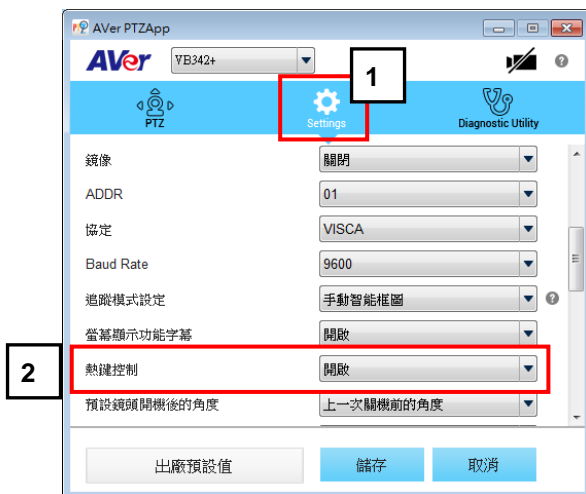 AVer PTZApp
AVer VB342+
1
PTZ Settings Diagnostic Utility
鏡像 關閉
ADDR 01
協定 VISCA
Baud Rate 9600
追蹤模式設定 手動智能框圖
螢幕顯示功能字幕 開啟
2 熱鍵控制 開啟
預設鏡頭開機後的角度 上一次關機前的角度
出廠預設值 儲存 取消